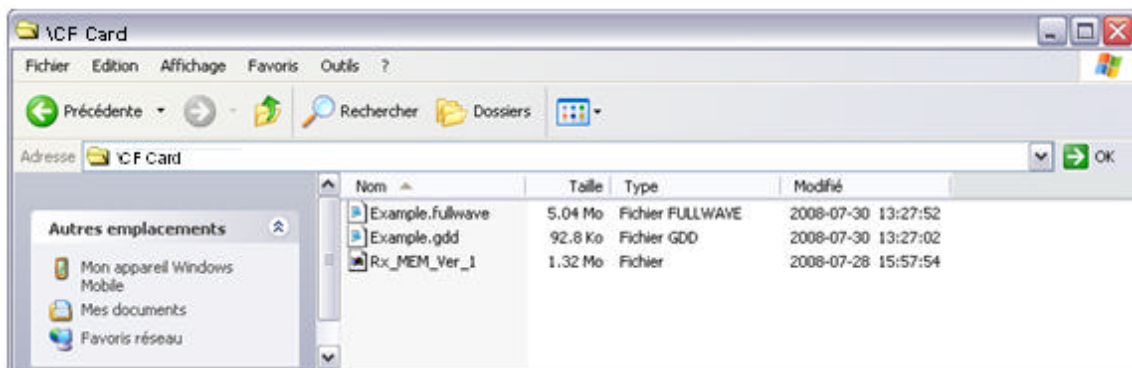 \CF Card
Fichier Edition Affichage Favoris Outils ?
Précédente Rechercher Dossiers
Adresse \CF Card OK
Nom Taille Type Modifié
Autres emplacements
Mon appareil Windows
Mobile
Mes documents
Favoris réseau
Example.fullwave 5.04 Mo Fichier FULLWAVE 2008-07-30 13:27:52
Example.gdd 92.8 Ko Fichier GDD 2008-07-30 13:27:02
Rx_MEM_Ver_1 1.32 Mo Fichier 2008-07-28 15:57:54